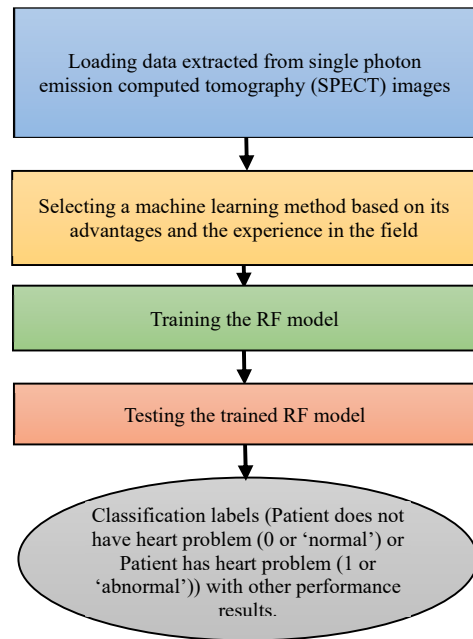 Loading data extracted from single photon
emission computed tomography (SPECT) images
Selecting a machine learning method based on its
advantages and the experience in the field
Training the RF model
Testing the trained RF model
Classification labels (Patient does not
have heart problem (0 or ‘normal’) or
Patient has heart problem (1 or
‘abnormal’)) with other performance
results.